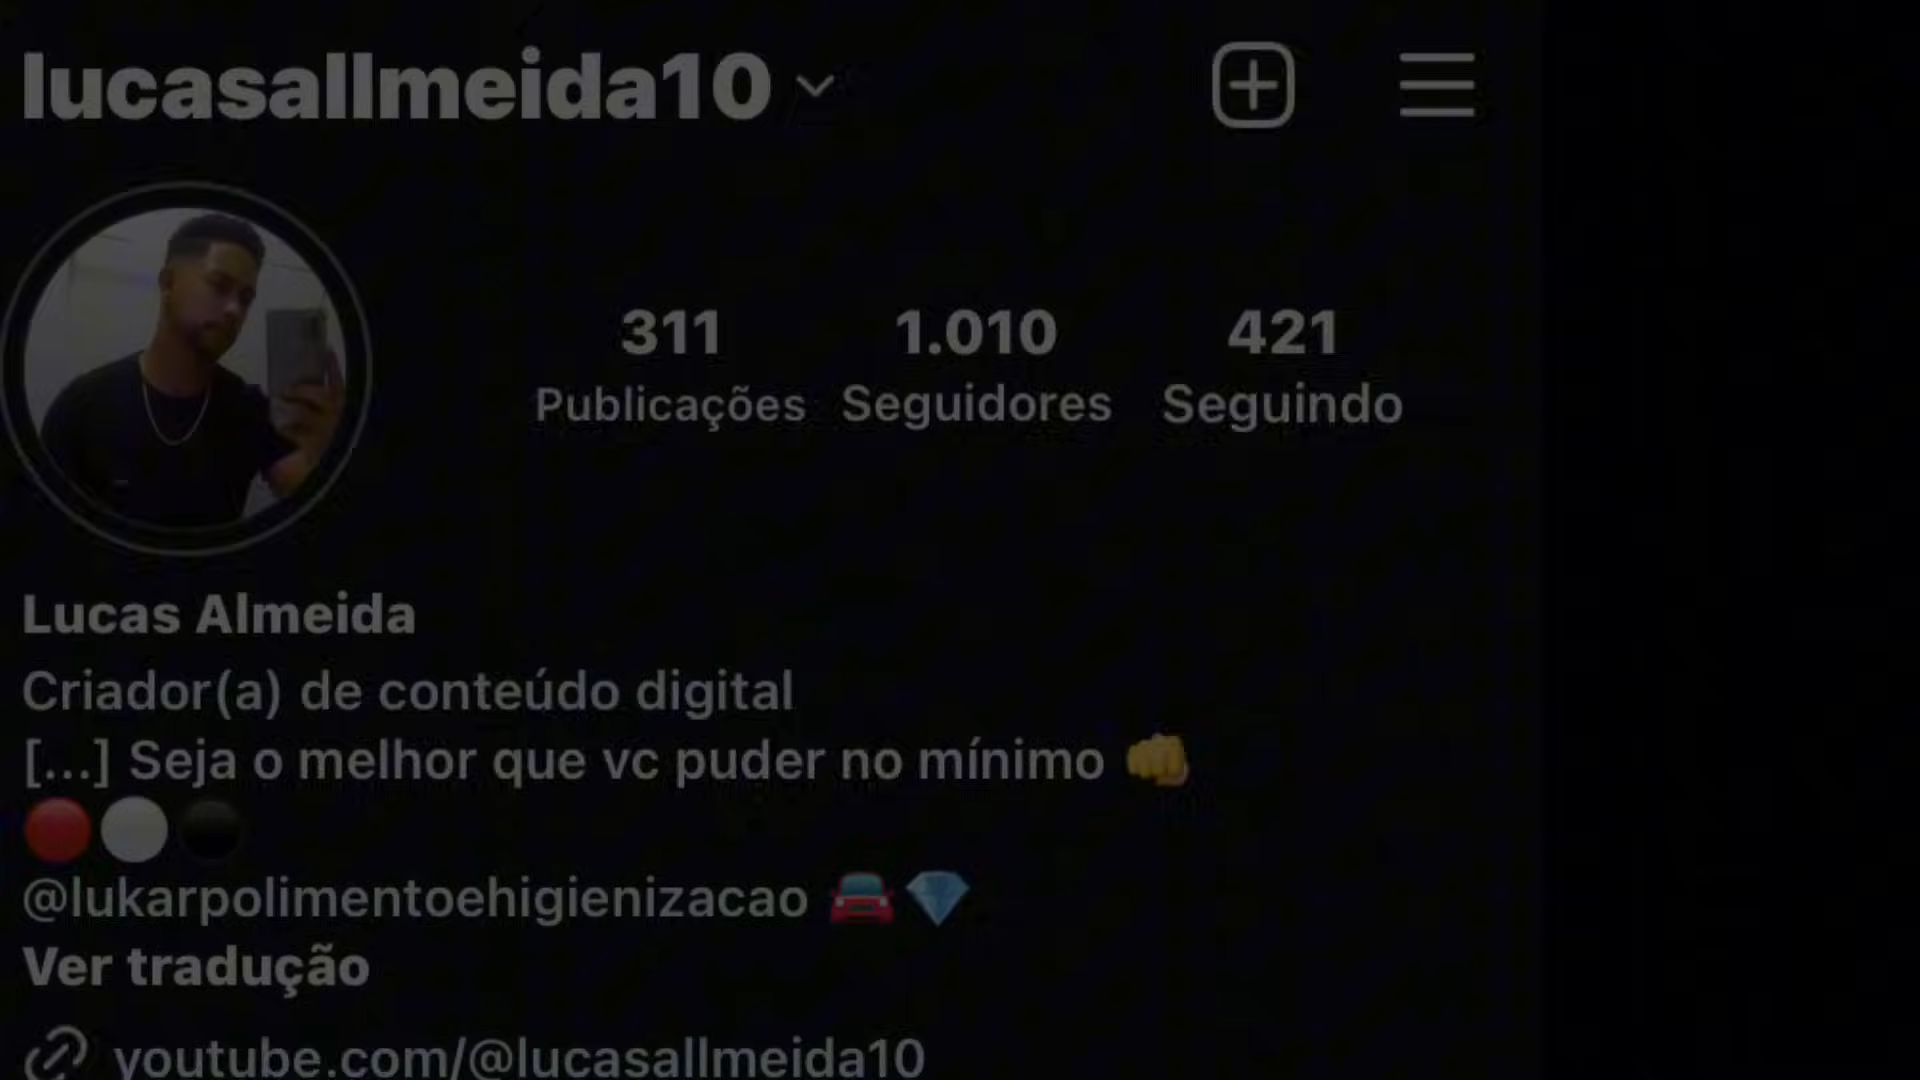 lucasallmeida10
311 1.010 421
Publicações Seguidores Seguindo
Lucas Almeida
Criador(a) de conteúdo digital
[...] Seja o melhor que vc puder no mínimo 👊
🔴⚪⚫
@lukarpolimentoehigienizacao 🚘💎
Ver tradução
youtube.com/@lucasallmeida10